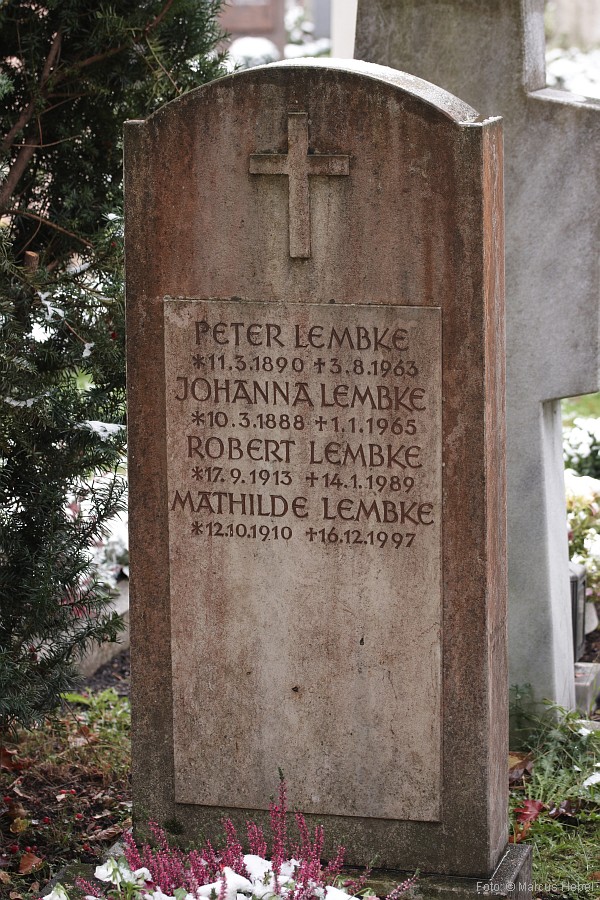 PETER LEMBKE
*11.3.1890 †3.8.1963
JOHANNA LEMBKE
*10.3.1888 †1.1.1965
ROBERT LEMBKE
*17.9.1913 †14.1.1989
MATHILDE LEMBKE
*12.10.1910 †16.12.1997
Foto: © Marcus Hebel